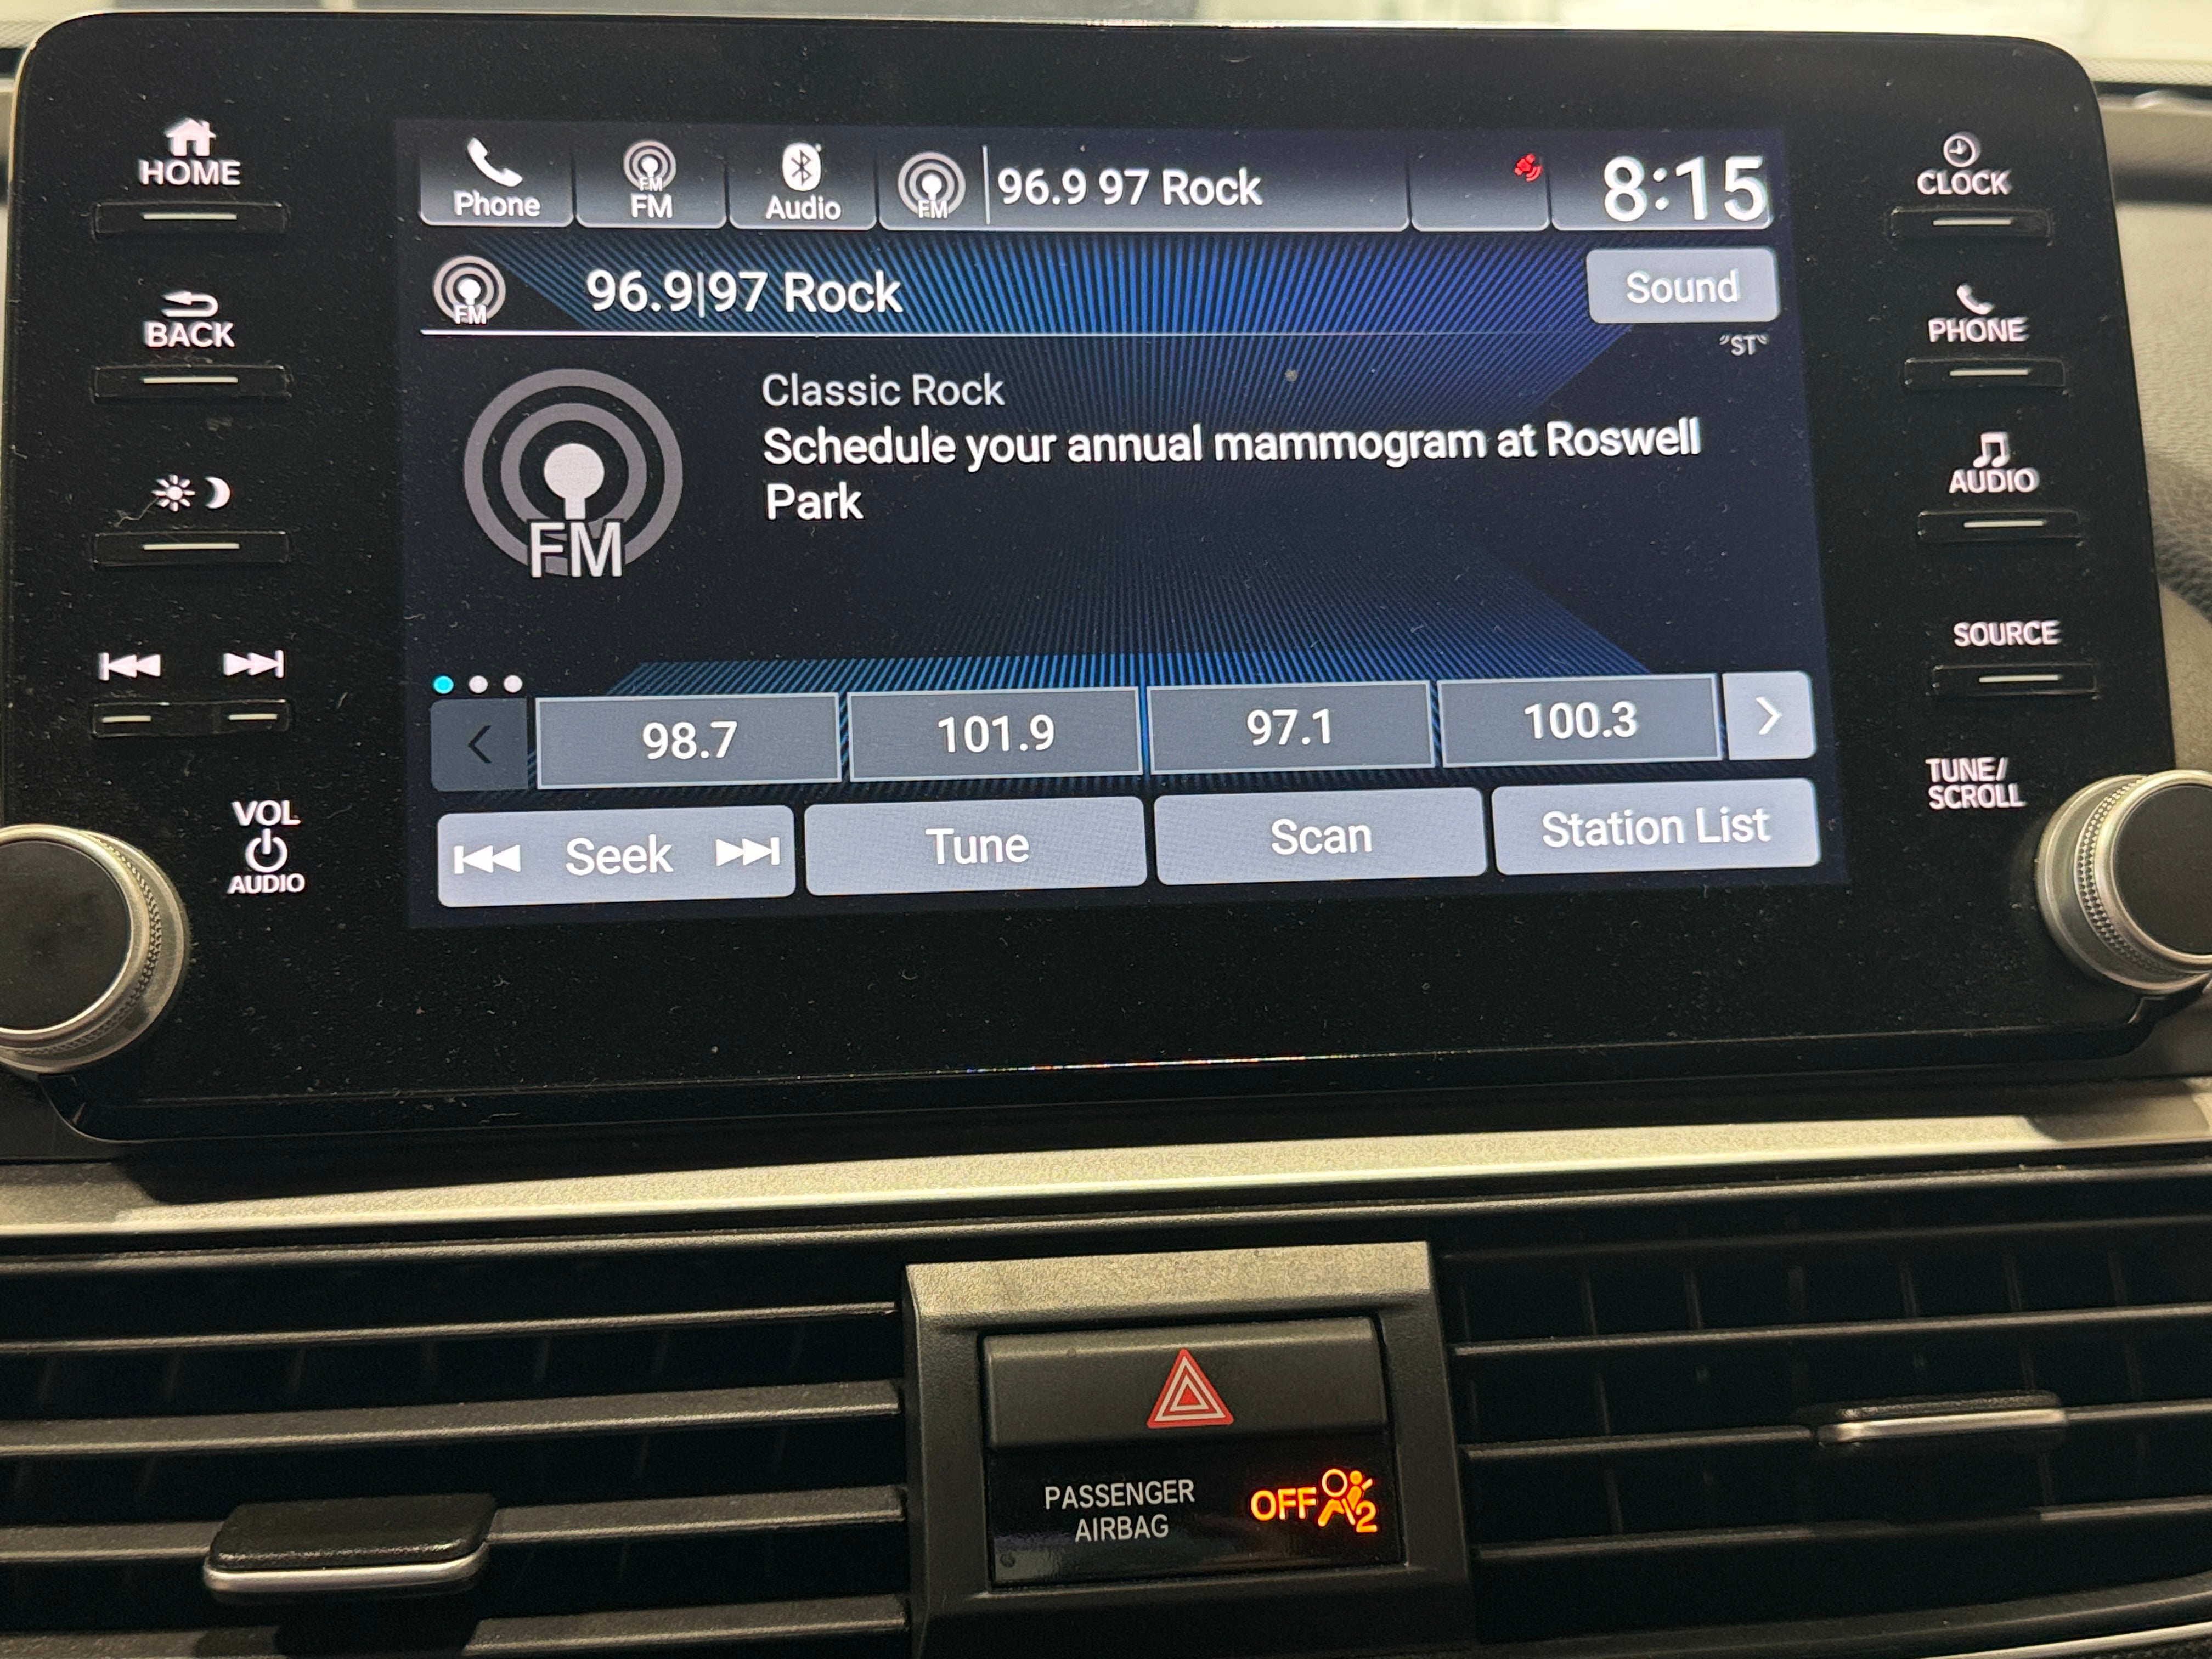 HOME
BACK
VOL
AUDIO
Phone
FM
FM
Audio
FM
96.9 97 Rock
8:15
FM
96.9|97 Rock
Sound
"ST"
FM
Classic Rock
Schedule your annual mammogram at Roswell
Park
98.7
101.9
97.1
100.3
Seek
Tune
Scan
Station List
CLOCK
PHONE
AUDIO
SOURCE
TUNE/
SCROLL
PASSENGER
AIRBAG
OFF
2